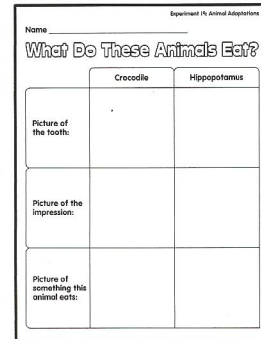 Experiment 19: Animal Adaptations
Name
What Do These Animals Eat?
Crocodile Hippopotamus
Picture of
the tooth:
Picture of the
impression:
Picture of
something this
animal eats: